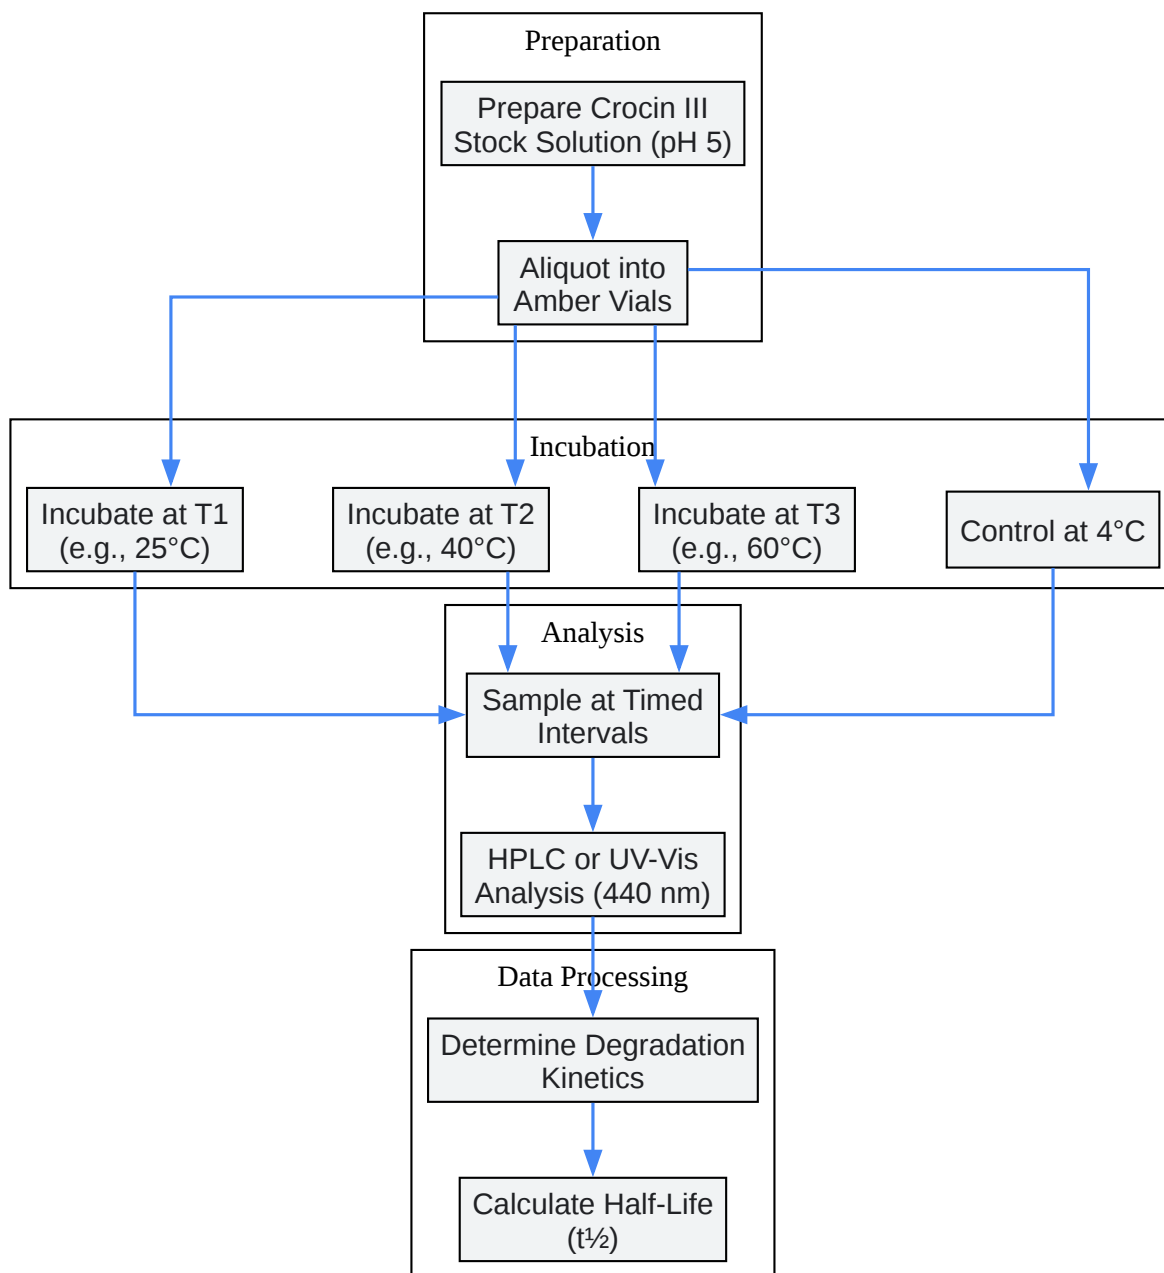 Preparation
Prepare Crocin III
Stock Solution (pH 5)
Aliquot into
Amber Vials
Incubation
Incubate at T1
(e.g., 25°C)
Incubate at T2
(e.g., 40°C)
Incubate at T3
(e.g., 60°C)
Control at 4°C
Analysis
Sample at Timed
Intervals
HPLC or UV-Vis
Analysis (440 nm)
Data Processing
Determine Degradation
Kinetics
Calculate Half-Life
(t½)